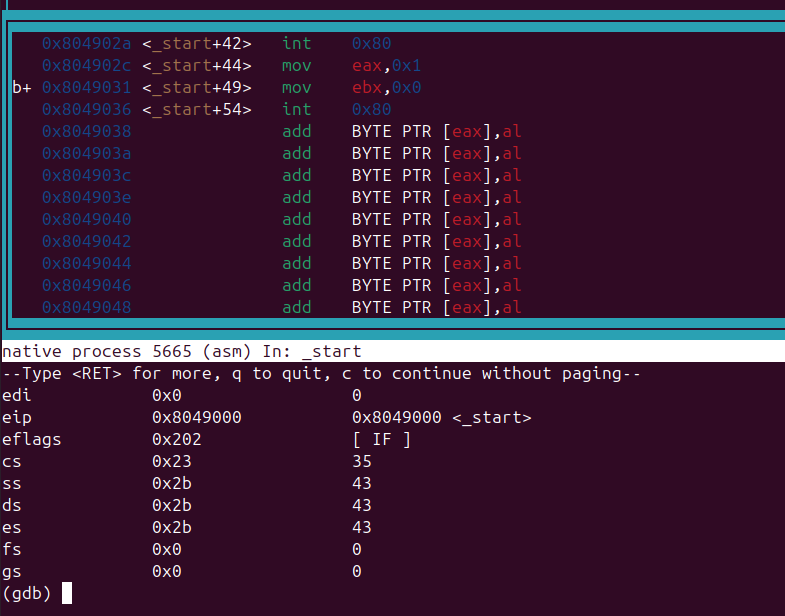 0x804902a <_start+42> int 0x80
0x804902c <_start+44> mov eax,0x1
b+ 0x8049031 <_start+49> mov ebx,0x0
0x8049036 <_start+54> int 0x80
0x8049038 add BYTE PTR [eax],al
0x804903a add BYTE PTR [eax],al
0x804903c add BYTE PTR [eax],al
0x804903e add BYTE PTR [eax],al
0x8049040 add BYTE PTR [eax],al
0x8049042 add BYTE PTR [eax],al
0x8049044 add BYTE PTR [eax],al
0x8049046 add BYTE PTR [eax],al
0x8049048 add BYTE PTR [eax],al
native process 5665 (asm) In: _start
--Type <RET> for more, q to quit, c to continue without paging--
edi 0x0 0
eip 0x8049000 0x8049000 <_start>
eflags 0x202 [ IF ]
cs 0x23 35
ss 0x2b 43
ds 0x2b 43
es 0x2b 43
fs 0x0 0
gs 0x0 0
(gdb)